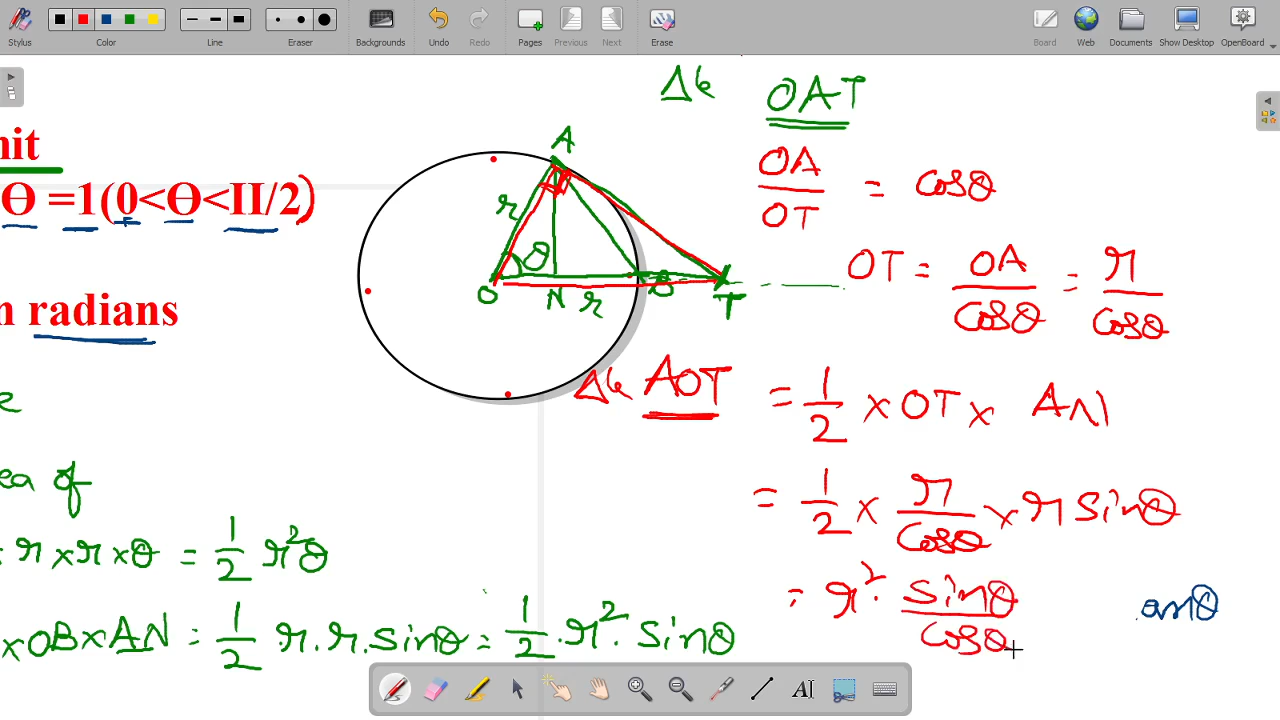 Stylus Color Line Eraser Backgrounds Undo Redo Pages Previous Next Erase Board Web Documents Show Desktop OpenBoard
Δle OAT
nit
Θ =1(0<Θ<II/2)
n radians
A
r θ
O N r B T
OA/OT = cosθ
OT = OA/cosθ = r/cosθ
Δle AOT = 1/2 × OT × AN
= 1/2 × r/cosθ × r sinθ
= r². sinθ/cosθ
anθ
ea of
r×r×θ = 1/2 r²θ
×OB×AN = 1/2 r.r.sinθ = 1/2.r².sinθ